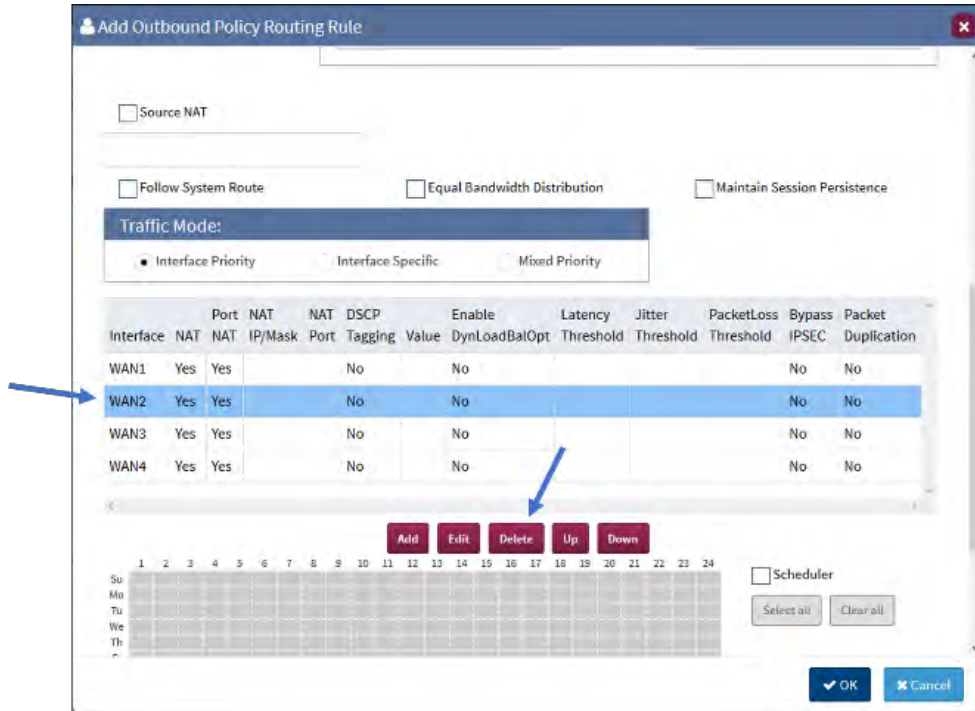 Add Outbound Policy Routing Rule
Source NAT
Follow System Route Equal Bandwidth Distribution Maintain Session Persistence
Traffic Mode:
Interface Priority Interface Specific Mixed Priority
Port NAT NAT DSCP Enable Latency Jitter PacketLoss Bypass Packet
Interface NAT NAT IP/Mask Port Tagging Value DynLoadBalOpt Threshold Threshold Threshold IPSEC Duplication
WAN1 Yes Yes No No No No
WAN2 Yes Yes No No No No
WAN3 Yes Yes No No No No
WAN4 Yes Yes No No No No
Add Edit Delete Up Down
1 2 3 4 5 6 7 8 9 10 11 12 13 14 15 16 17 18 19 20 21 22 23 24
Su
Scheduler
Mo
Tu
Select all Clear all
We
Th
OK Cancel